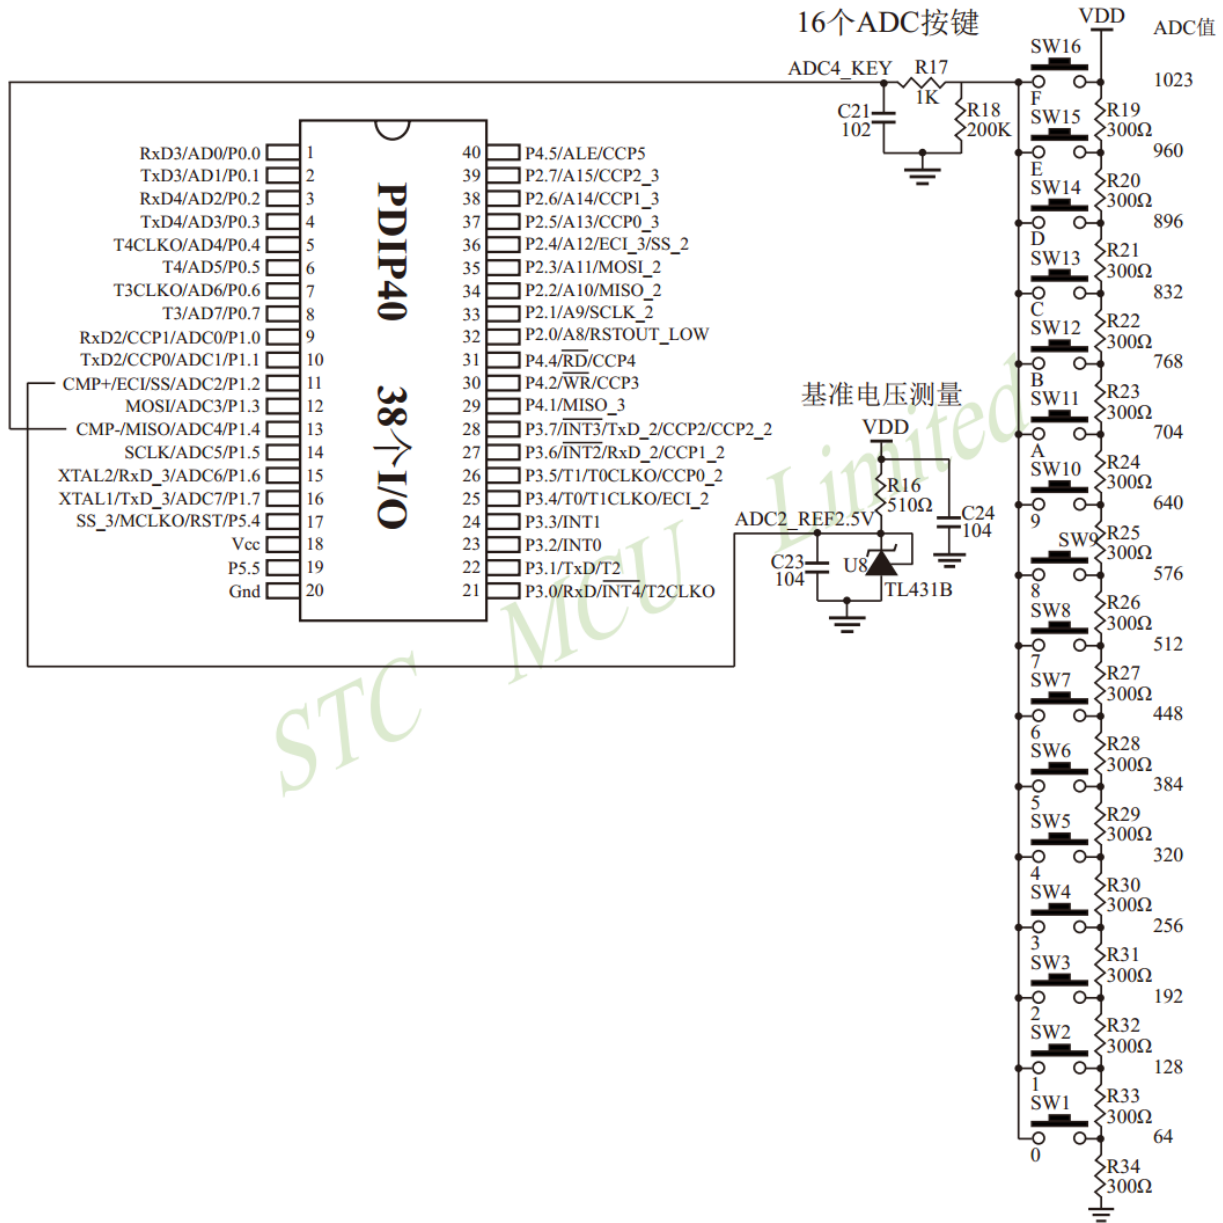 16个ADC按键
VDD
ADC值
ADC4_KEY
R17
1K
C21
102
R18
200K
SW16
1023
F
R19
300Ω
SW15
960
E
R20
300Ω
SW14
896
D
R21
300Ω
SW13
832
C
R22
300Ω
SW12
768
B
R23
300Ω
SW11
704
A
R24
300Ω
SW10
640
9
R25
300Ω
SW9
576
8
R26
300Ω
SW8
512
7
R27
300Ω
SW7
448
6
R28
300Ω
SW6
384
5
R29
300Ω
SW5
320
4
R30
300Ω
SW4
256
3
R31
300Ω
SW3
192
2
R32
300Ω
SW2
128
1
R33
300Ω
SW1
64
0
R34
300Ω
PDIP40 38个I/O
RxD3/AD0/P0.0 1
TxD3/AD1/P0.1 2
RxD4/AD2/P0.2 3
TxD4/AD3/P0.3 4
T4CLKO/AD4/P0.4 5
T4/AD5/P0.5 6
T3CLKO/AD6/P0.6 7
T3/AD7/P0.7 8
RxD2/CCP1/ADC0/P1.0 9
TxD2/CCP0/ADC1/P1.1 10
CMP+/ECI/SS/ADC2/P1.2 11
MOSI/ADC3/P1.3 12
CMP-/MISO/ADC4/P1.4 13
SCLK/ADC5/P1.5 14
XTAL2/RxD_3/ADC6/P1.6 15
XTAL1/TxD_3/ADC7/P1.7 16
SS_3/MCLKO/RST/P5.4 17
Vcc 18
P5.5 19
Gnd 20
40 P4.5/ALE/CCP5
39 P2.7/A15/CCP2_3
38 P2.6/A14/CCP1_3
37 P2.5/A13/CCP0_3
36 P2.4/A12/ECI_3/SS_2
35 P2.3/A11/MOSI_2
34 P2.2/A10/MISO_2
33 P2.1/A9/SCLK_2
32 P2.0/A8/RSTOUT_LOW
31 P4.4/RD/CCP4
30 P4.2/WR/CCP3
29 P4.1/MISO_3
28 P3.7/INT3/TxD_2/CCP2/CCP2_2
27 P3.6/INT2/RxD_2/CCP1_2
26 P3.5/T1/T0CLKO/CCP0_2
25 P3.4/T0/T1CLKO/ECI_2
24 P3.3/INT1
23 P3.2/INT0
22 P3.1/TxD/T2
21 P3.0/RxD/INT4/T2CLKO
基准电压测量
VDD
R16
510Ω
ADC2_REF2.5V
C24
104
C23
104
U8
TL431B
STC MCU Limited